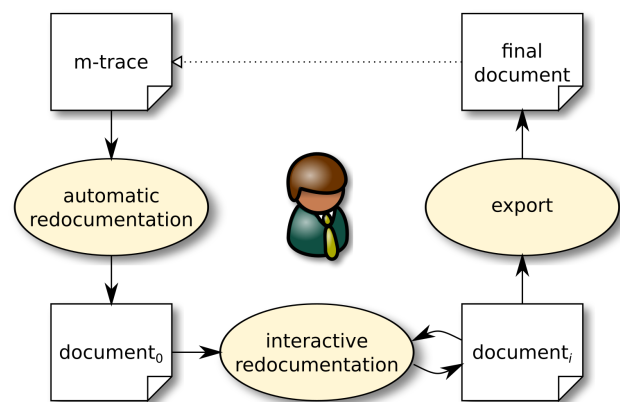 m-trace
final
document
automatic
redocumentation
export
document₀
interactive
redocumentation
documentᵢ